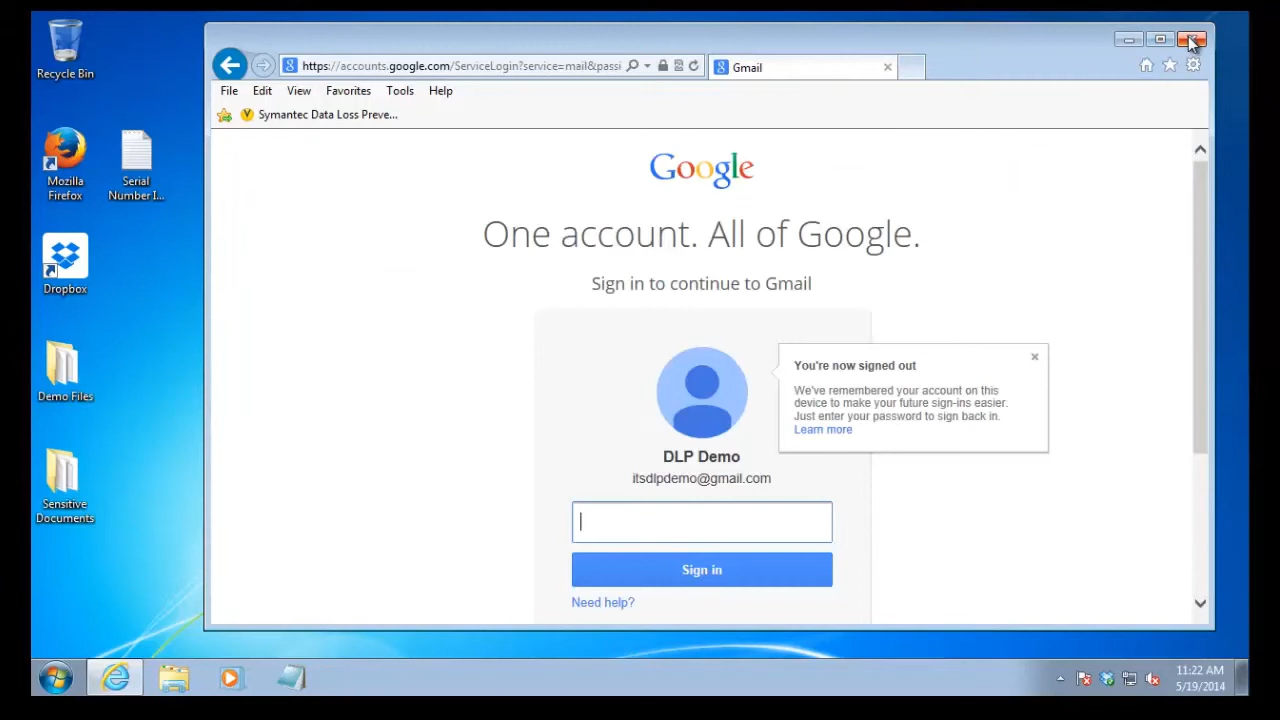 Recycle Bin
Mozilla
Firefox
Serial
Number I...
Dropbox
Demo Files
Sensitive
Documents
https://accounts.google.com/ServiceLogin?service=mail&passi
Gmail
File Edit View Favorites Tools Help
Symantec Data Loss Preve...
Google
One account. All of Google.
Sign in to continue to Gmail
You're now signed out
We've remembered your account on this
device to make your future sign-ins easier.
Just enter your password to sign back in.
Learn more
DLP Demo
itsdlpdemo@gmail.com
Sign in
Need help?
11:22 AM
5/19/2014